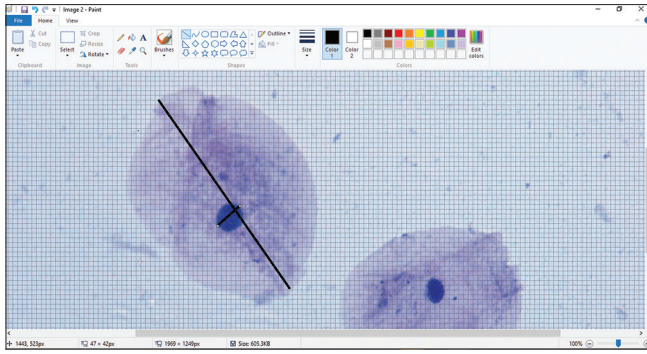 Image 2 - Paint
File Home View
Paste
Cut
Copy
Clipboard
Select
Crop
Resize
Rotate
Image
Tools
Brushes
Shapes
Outline
Fill
Size
Color 1
Color 2
Edit colors
Colors
1443, 523px
47 × 42px
1969 × 1249px
Size: 605.3KB
100%